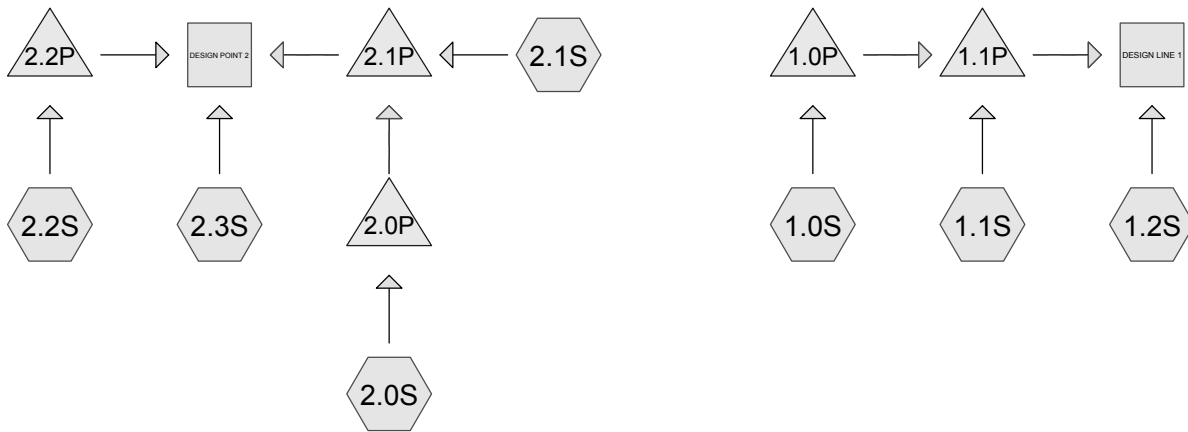 2.2P
DESIGN POINT 2
2.1P
2.1S
1.0P
1.1P
DESIGN LINE 1
2.2S
2.3S
2.0P
1.0S
1.1S
1.2S
2.0S